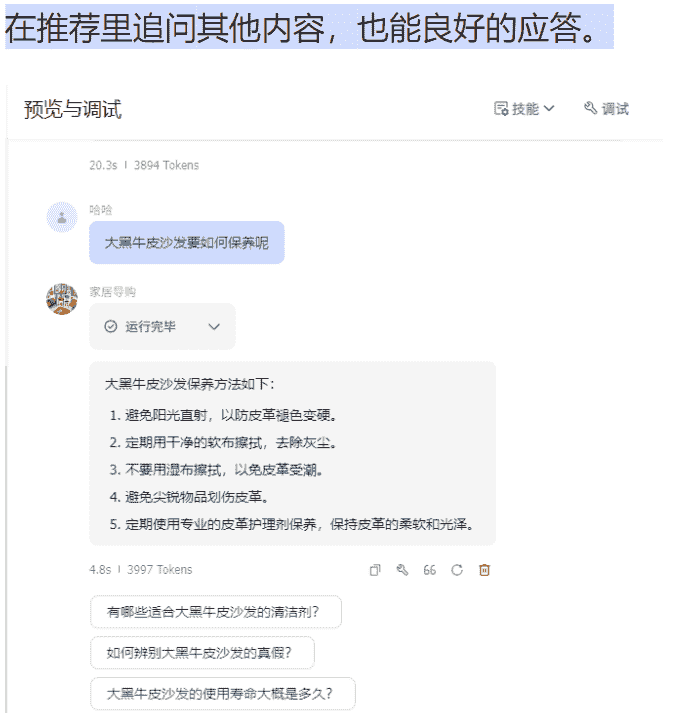 在推荐里追问其他内容，也能良好的应答。
预览与调试
技能
调试
20.3s | 3894 Tokens
哈哈
大黑牛皮沙发要如何保养呢
家居导购
运行完毕
大黑牛皮沙发保养方法如下：
1. 避免阳光直射，以防皮革褪色变硬。
2. 定期用干净的软布擦拭，去除灰尘。
3. 不要用湿布擦拭，以免皮革受潮。
4. 避免尖锐物品划伤皮革。
5. 定期使用专业的皮革护理剂保养，保持皮革的柔软和光泽。
4.8s | 3997 Tokens
有哪些适合大黑牛皮沙发的清洁剂？
如何辨别大黑牛皮沙发的真假？
大黑牛皮沙发的使用寿命大概是多久？